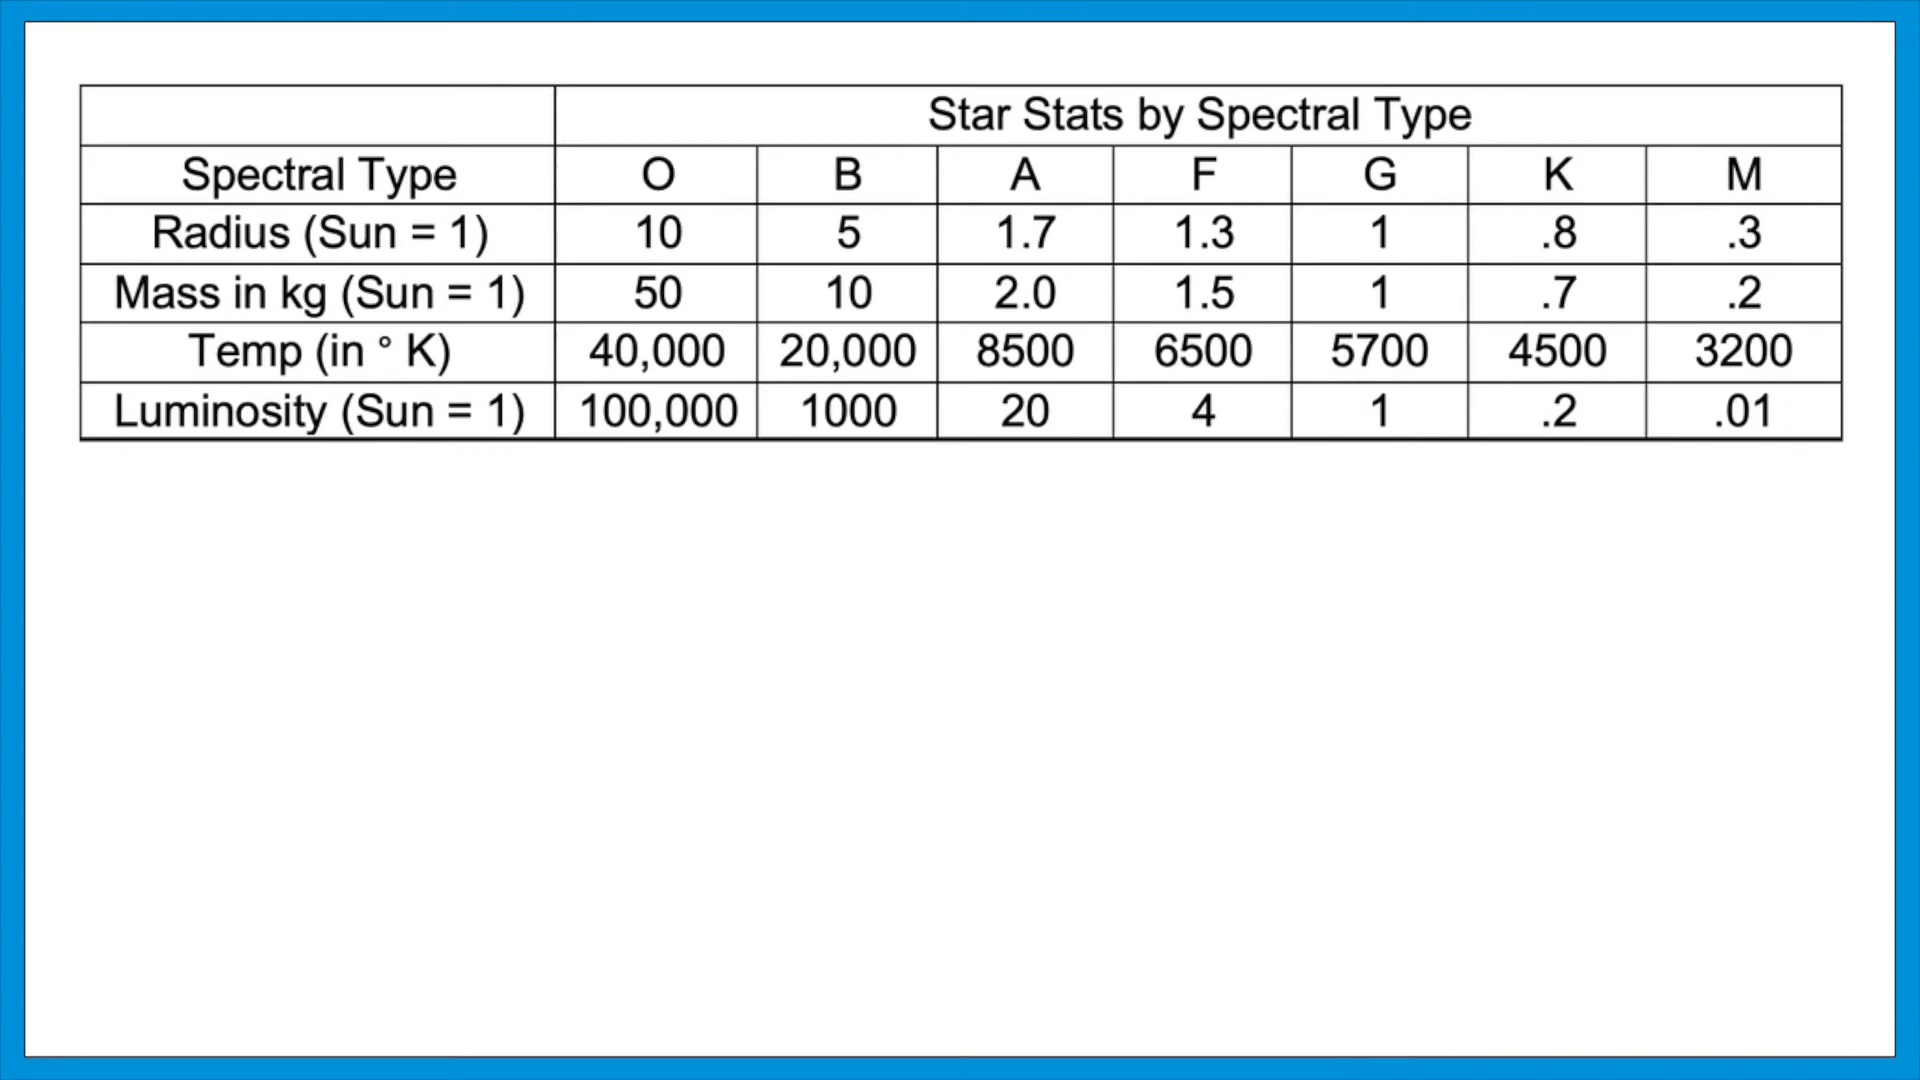 Star Stats by Spectral Type
Spectral Type O B A F G K M
Radius (Sun = 1) 10 5 1.7 1.3 1 .8 .3
Mass in kg (Sun = 1) 50 10 2.0 1.5 1 .7 .2
Temp (in ° K) 40,000 20,000 8500 6500 5700 4500 3200
Luminosity (Sun = 1) 100,000 1000 20 4 1 .2 .01